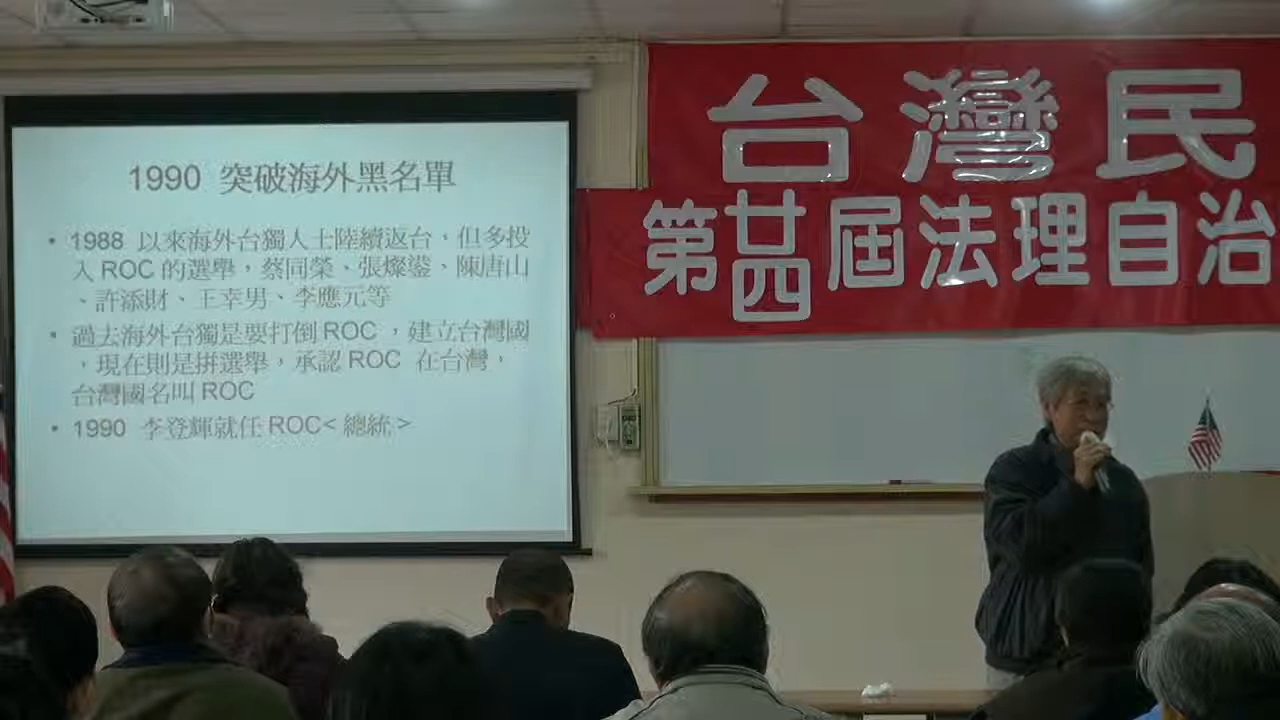 1990 突破海外黑名單
• 1988 以來海外台獨人士陸續返台，但多投
入 ROC 的選舉，蔡同榮、張燦鍙、陳唐山
、許添財、王幸男、李應元等
• 過去海外台獨是要打倒 ROC ，建立台灣國
，現在則是拼選舉，承認 ROC 在台灣，
台灣國名叫 ROC
• 1990 李登輝就任 ROC< 總統 >
台灣民
第廿四屆法理自治